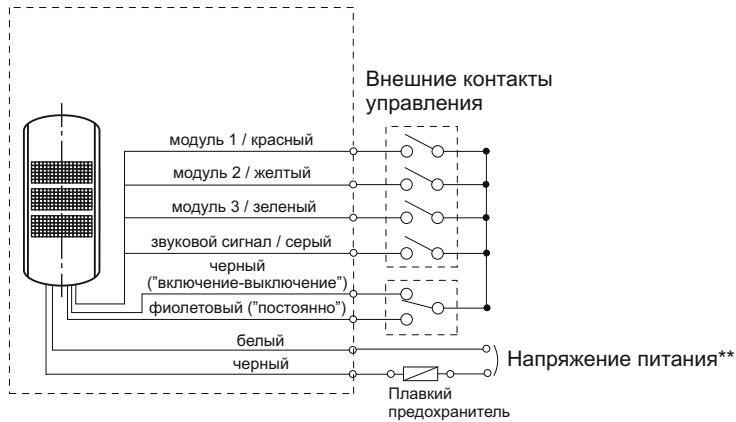 Внешние контакты
управления
модуль 1 / красный
модуль 2 / желтый
модуль 3 / зеленый
звуковой сигнал / серый
черный
("включение-выключение")
фиолетовый ("постоянно")
белый
черный
Напряжение питания**
Плавкий
предохранитель